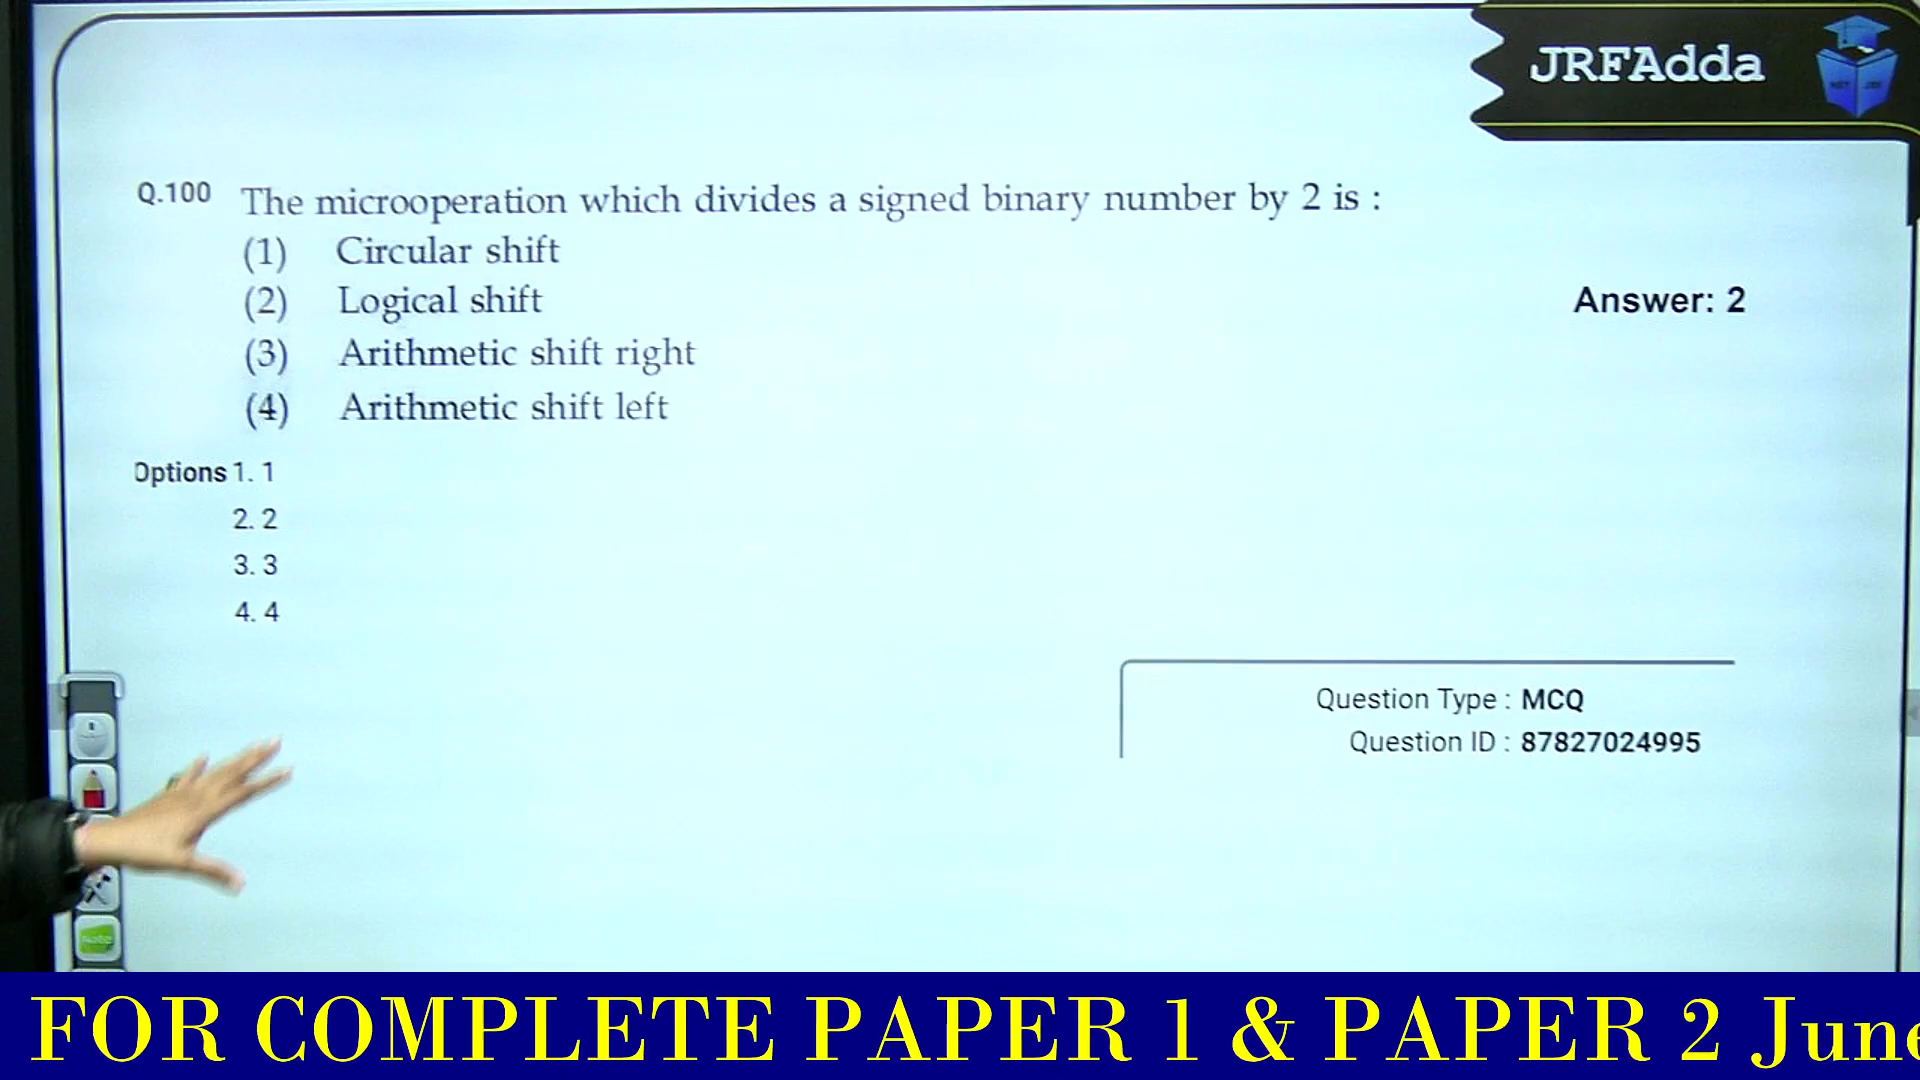 JRFAdda
Q.100 The microoperation which divides a signed binary number by 2 is :
(1) Circular shift
(2) Logical shift
Answer: 2
(3) Arithmetic shift right
(4) Arithmetic shift left
Options 1. 1
2. 2
3. 3
4. 4
Question Type : MCQ
Question ID : 87827024995
FOR COMPLETE PAPER 1 & PAPER 2 June